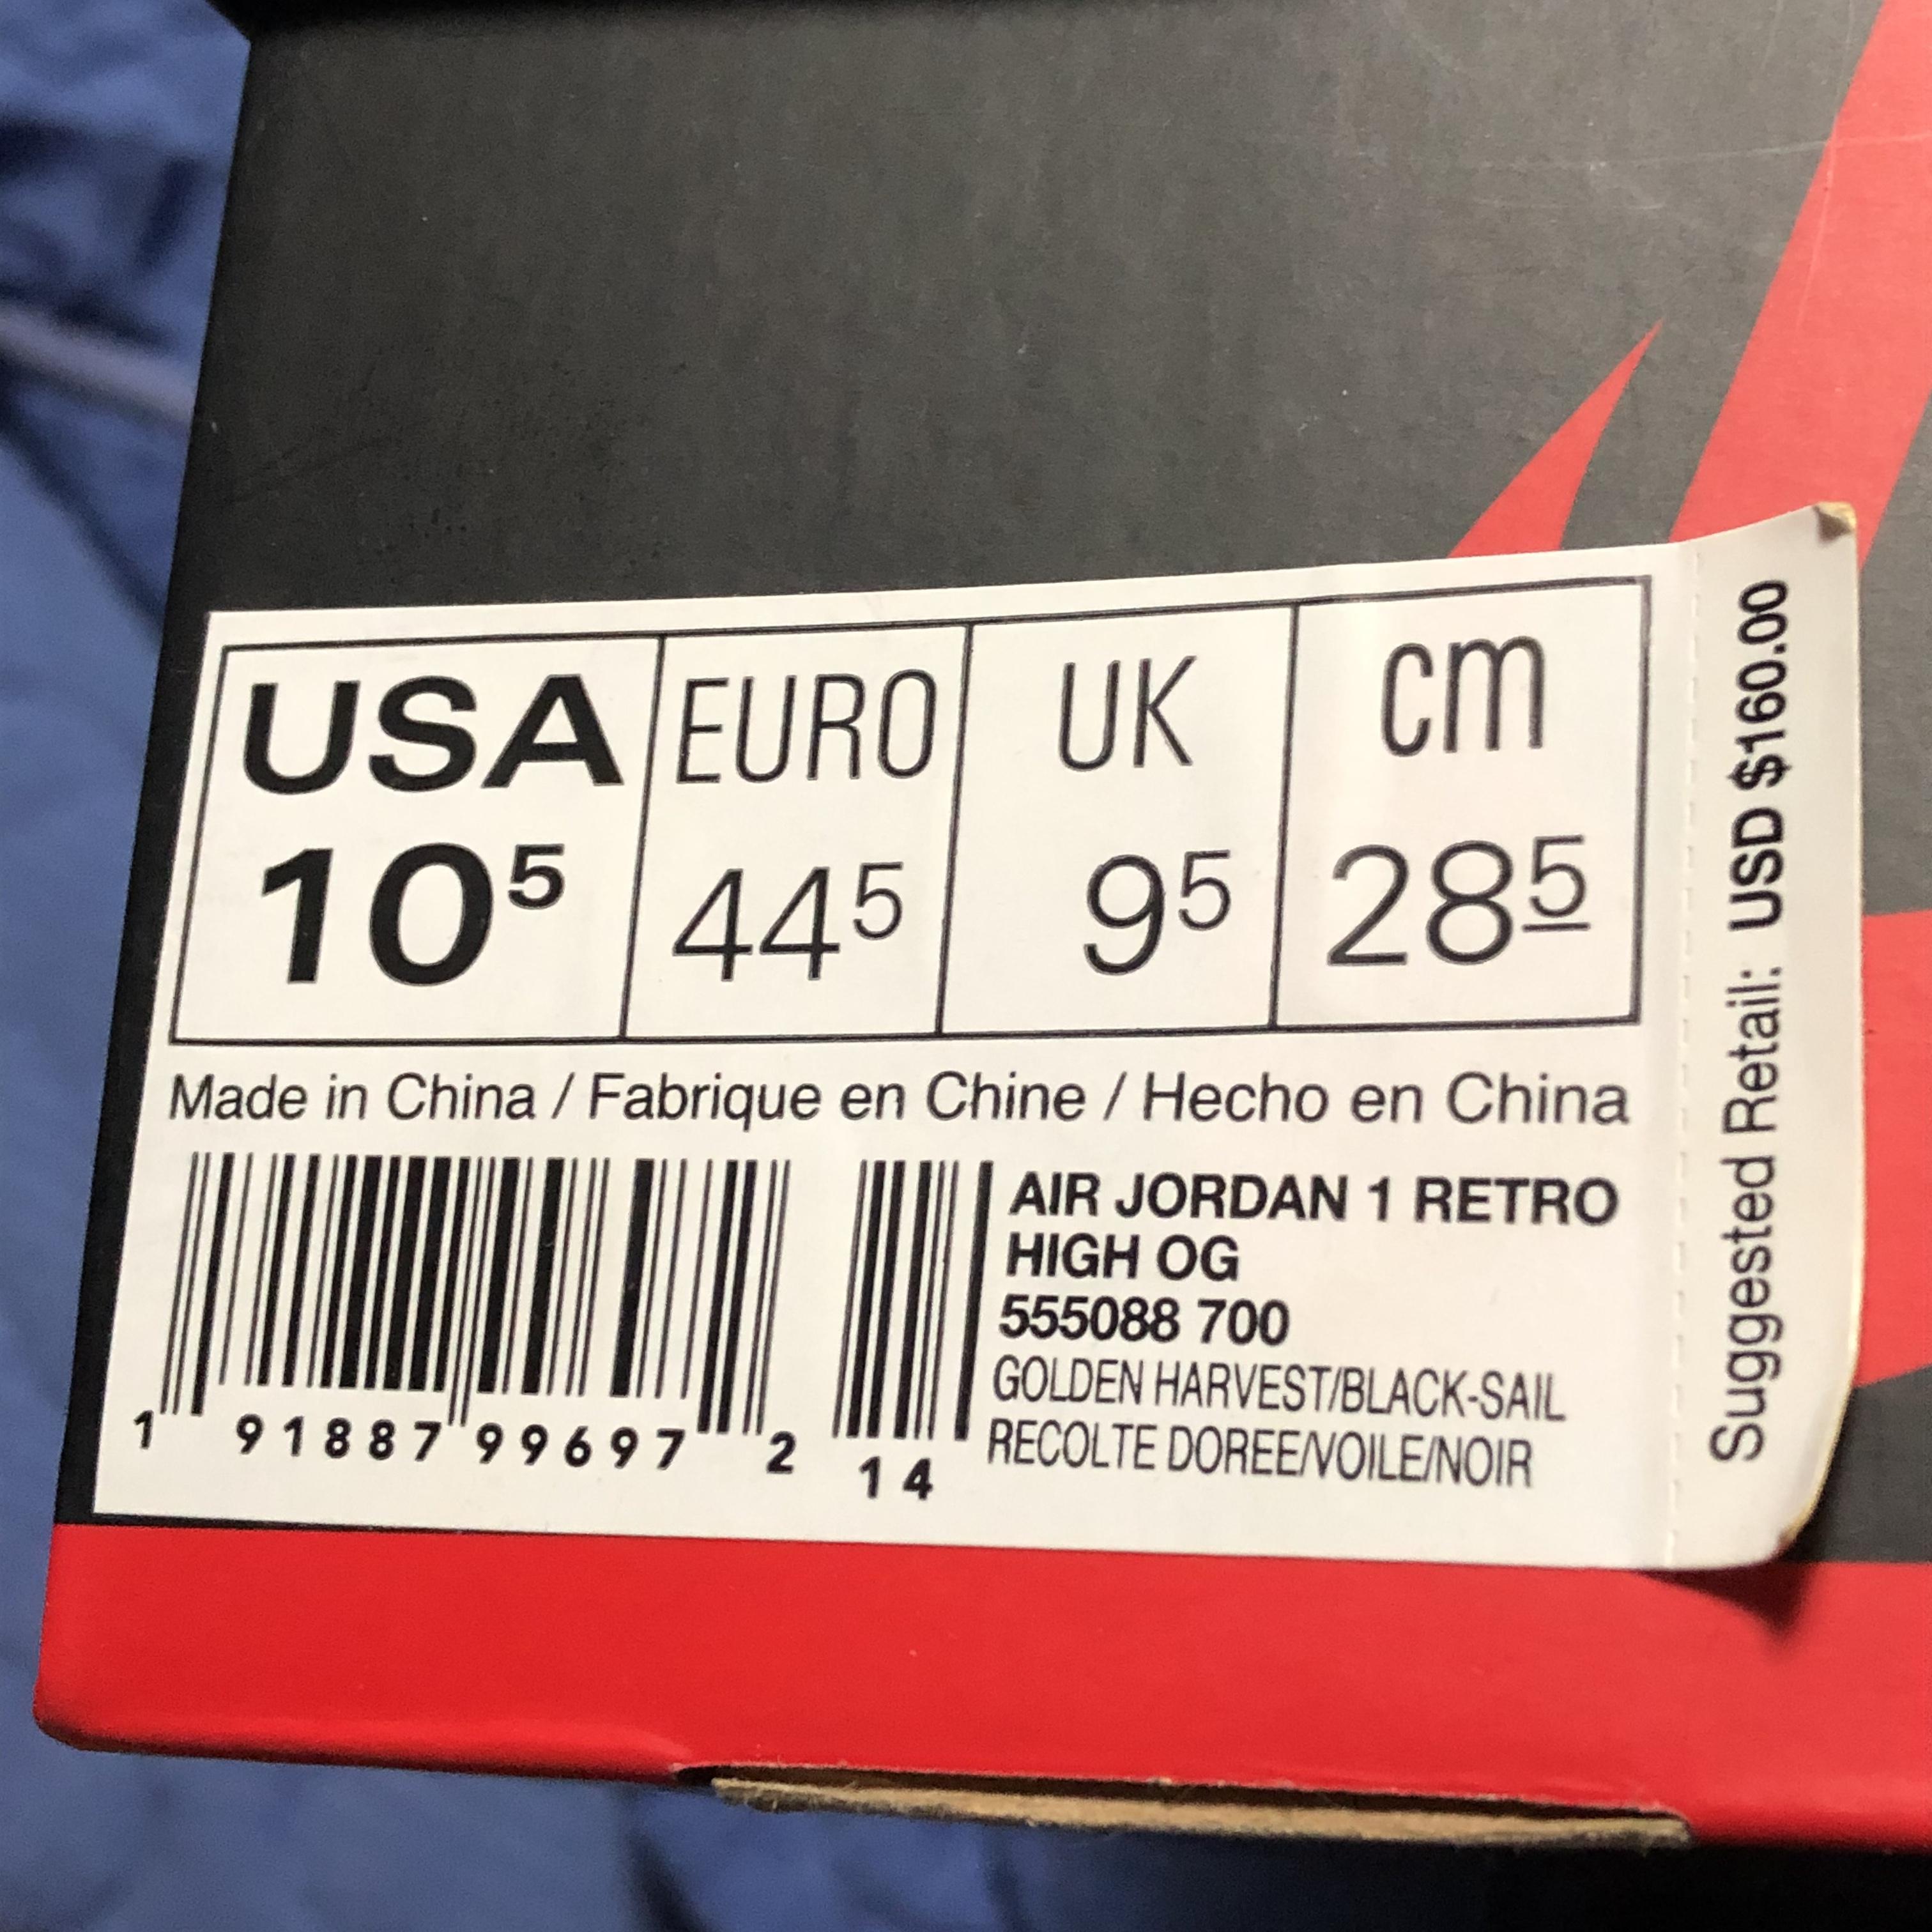 USA EURO UK cm
10⁵ 44⁵ 9⁵ 28⁵
Made in China / Fabrique en Chine / Hecho en China
AIR JORDAN 1 RETRO
HIGH OG
555088 700
GOLDEN HARVEST/BLACK-SAIL
RECOLTE DOREE/VOILE/NOIR
1 91887 99697 2 14
Suggested Retail: USD $160.00